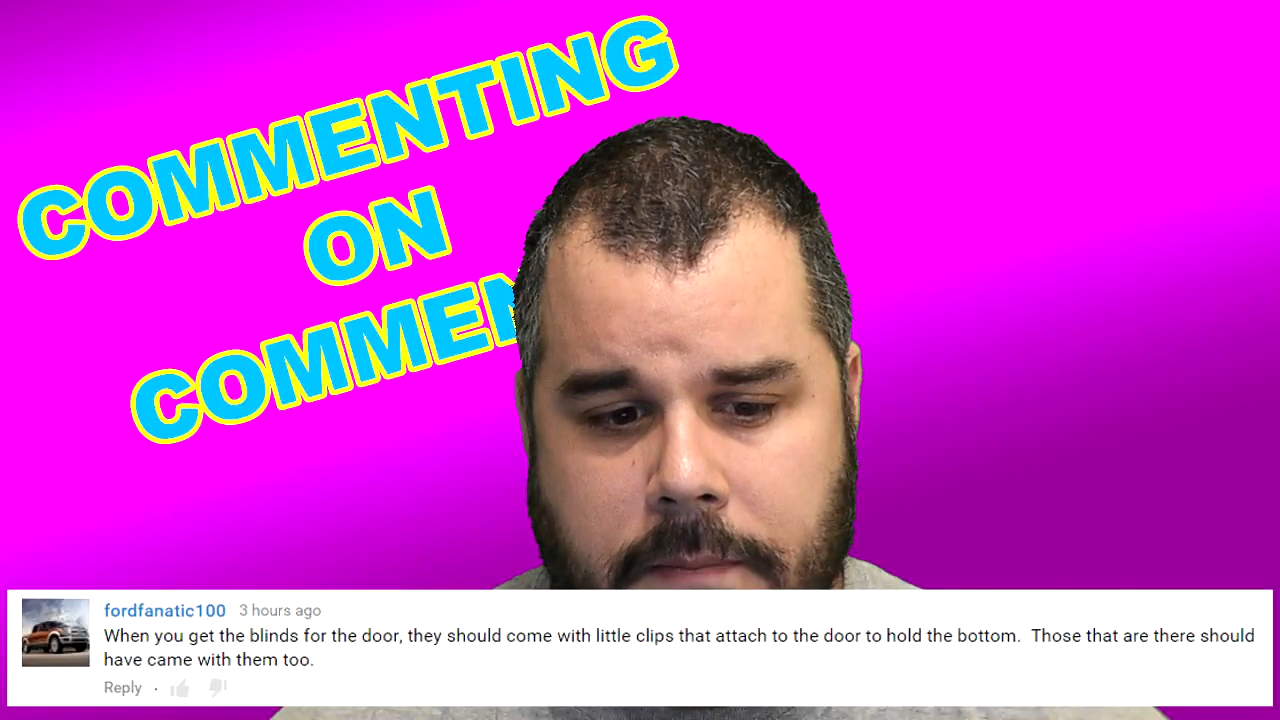 COMMENTING
ON
COMMEN
fordfanatic100 3 hours ago
When you get the blinds for the door, they should come with little clips that attach to the door to hold the bottom.  Those that are there should
have came with them too.
Reply ·